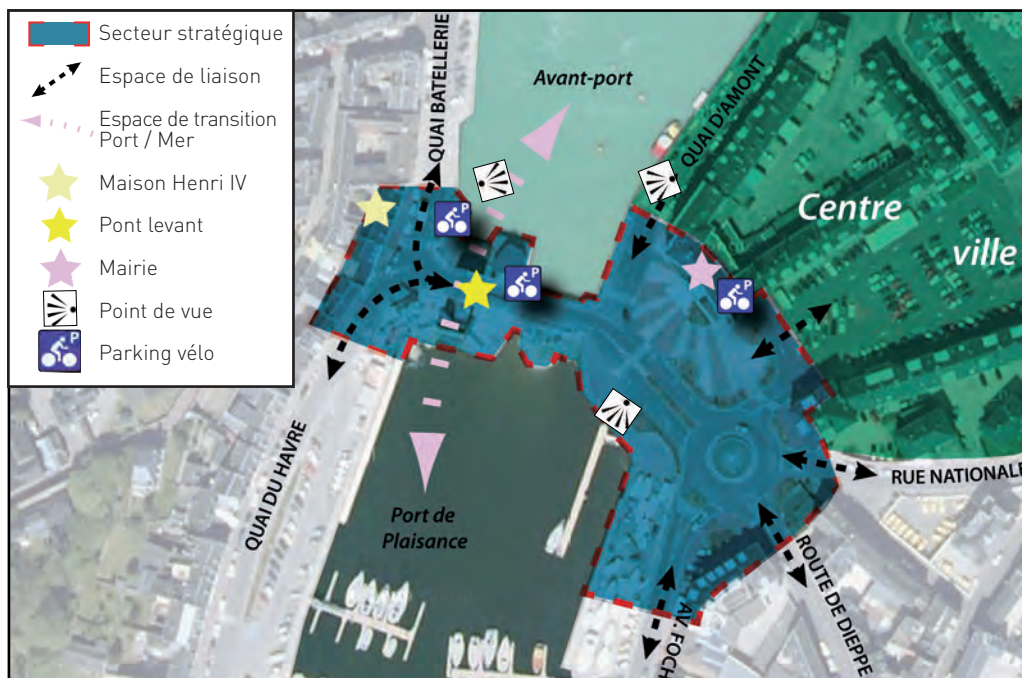 Secteur stratégique
Espace de liaison
Espace de transition
Port / Mer
Maison Henri IV
Pont levant
Mairie
Point de vue
P
Parking vélo
QUAI BATELLERIE
Avant-port
QUAI D'AMONT
Centre
ville
P
P
P
QUAI DU HAVRE
Port de
Plaisance
RUE NATIONALE
ROUTE DE DIEPPE
AV. FOCH